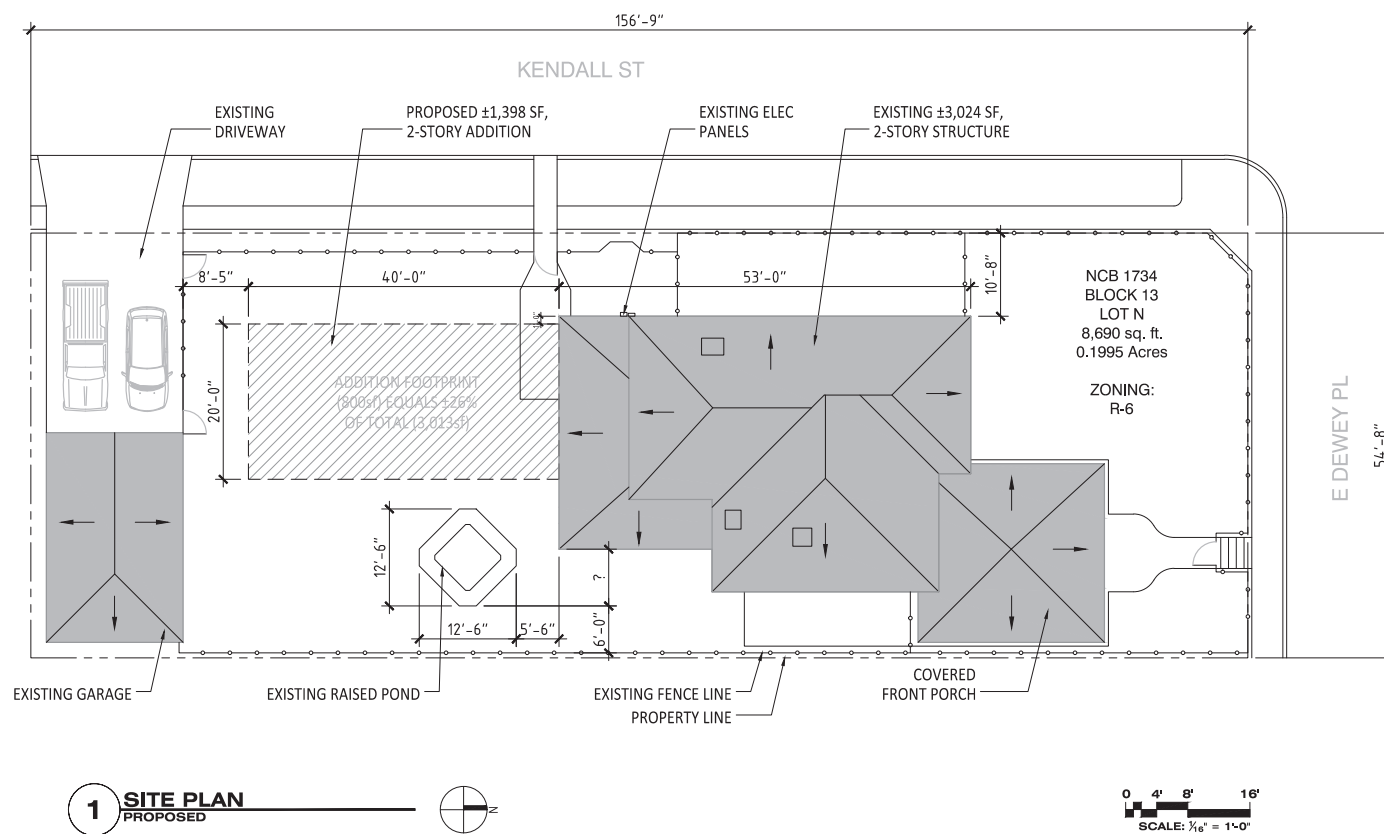 156'-9"
KENDALL ST
EXISTING
DRIVEWAY
PROPOSED ±1,398 SF,
2-STORY ADDITION
EXISTING ELEC
PANELS
EXISTING ±3,024 SF,
2-STORY STRUCTURE
8'-5"
40'-0"
53'-0"
10'-8"
NCB 1734
BLOCK 13
LOT N
8,690 sq. ft.
0.1995 Acres
ZONING:
R-6
20'-0"
ADDITION FOOTPRINT
(800sf) EQUALS ±26%
OF TOTAL (3,013sf)
E DEWEY PL
54'-8"
12'-6"
?
12'-6"
5'-6"
6'-0"
EXISTING GARAGE
EXISTING RAISED POND
EXISTING FENCE LINE
PROPERTY LINE
COVERED
FRONT PORCH
1
SITE PLAN
PROPOSED
N
0 4' 8' 16'
SCALE: 1/16" = 1'-0"